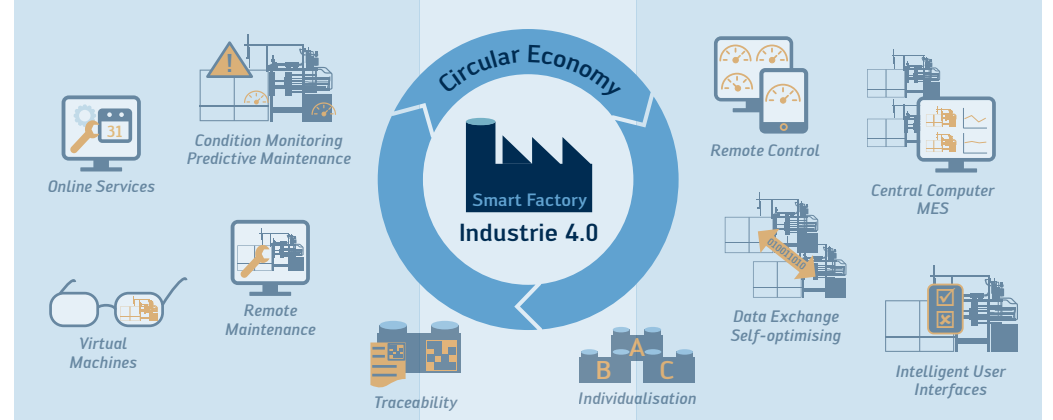 Circular Economy
Smart Factory
Industrie 4.0
31
Online Services
!
Condition Monitoring
Predictive Maintenance
Virtual
Machines
Remote
Maintenance
Traceability
A
B C
Individualisation
Remote Control
Central Computer
MES
010011010
Data Exchange
Self-optimising
Intelligent User
Interfaces